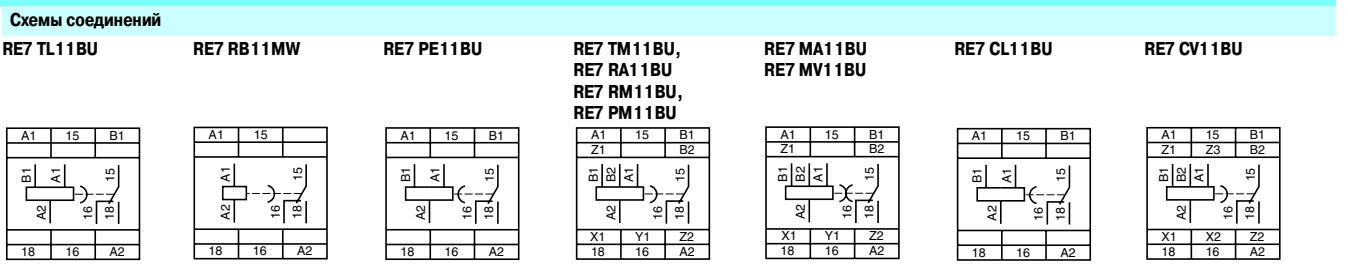 Схемы соединений
RE7 TL11BU
RE7 RB11MW
RE7 PE11BU
RE7 TM11BU,
RE7 RA11BU
RE7 RM11BU,
RE7 PM11BU
RE7 MA11BU
RE7 MV11BU
RE7 CL11BU
RE7 CV11BU
A1 15 B1
B1 A1 15
A2 16 18
18 16 A2
A1 15
A1 15
A2 16 18
18 16 A2
A1 15 B1
B1 A1 15
A2 16 18
18 16 A2
A1 15 B1
Z1 B2
B1 B2 A1 15
A2 16 18
X1 Y1 Z2
18 16 A2
A1 15 B1
Z1 B2
B1 B2 A1 15
A2 16 18
X1 Y1 Z2
18 16 A2
A1 15 B1
B1 A1 15
A2 16 18
18 16 A2
A1 15 B1
Z1 Z3 B2
B1 B2 A1 15
A2 16 18
X1 X2 Z2
18 16 A2